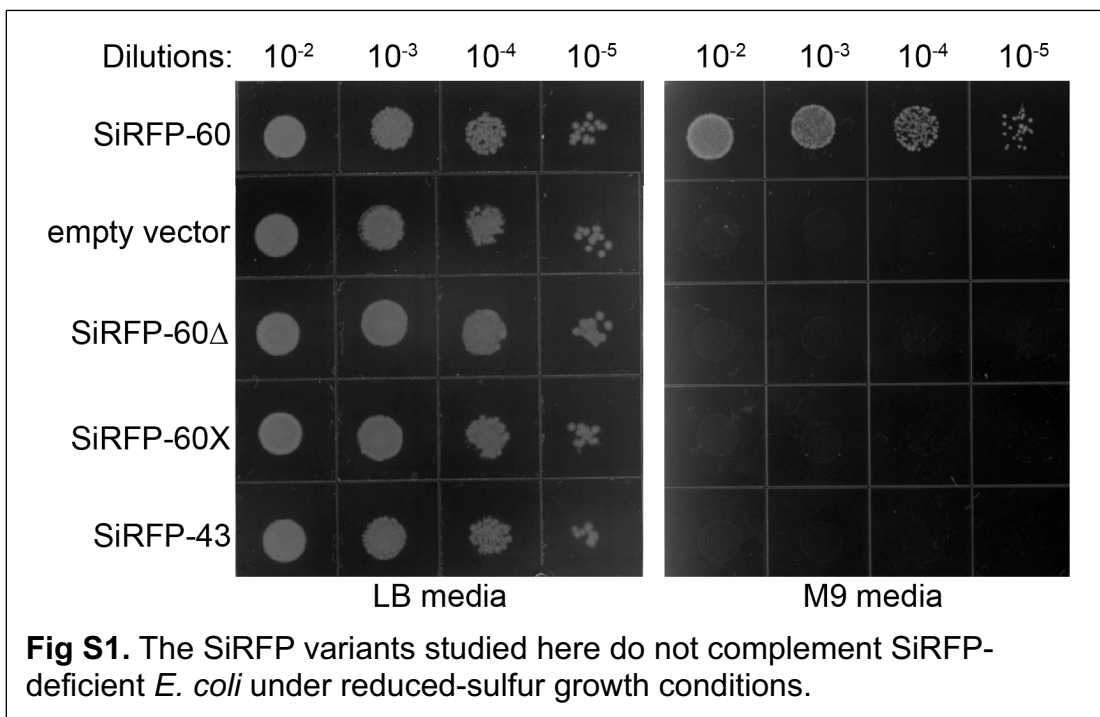 Dilutions: 10⁻² 10⁻³ 10⁻⁴ 10⁻⁵ 10⁻² 10⁻³ 10⁻⁴ 10⁻⁵
SiRFP-60
empty vector
SiRFP-60Δ
SiRFP-60X
SiRFP-43
LB media M9 media
Fig S1. The SiRFP variants studied here do not complement SiRFP-
deficient E. coli under reduced-sulfur growth conditions.